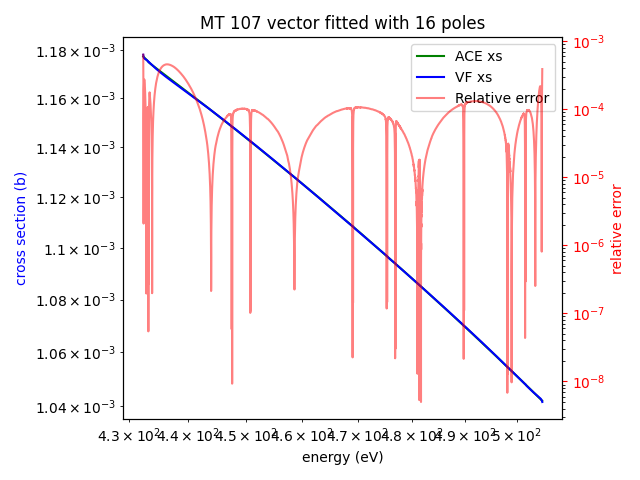 MT 107 vector fitted with 16 poles
ACE xs
VF xs
Relative error
1.18 × 10⁻³
1.16 × 10⁻³
1.14 × 10⁻³
1.12 × 10⁻³
1.1 × 10⁻³
1.08 × 10⁻³
1.06 × 10⁻³
1.04 × 10⁻³
cross section (b)
10⁻³
10⁻⁴
10⁻⁵
10⁻⁶
10⁻⁷
10⁻⁸
relative error
4.3 × 10² 4.4 × 10² 4.5 × 10² 4.6 × 10² 4.7 × 10² 4.8 × 10² 4.9 × 10² 5 × 10²
energy (eV)